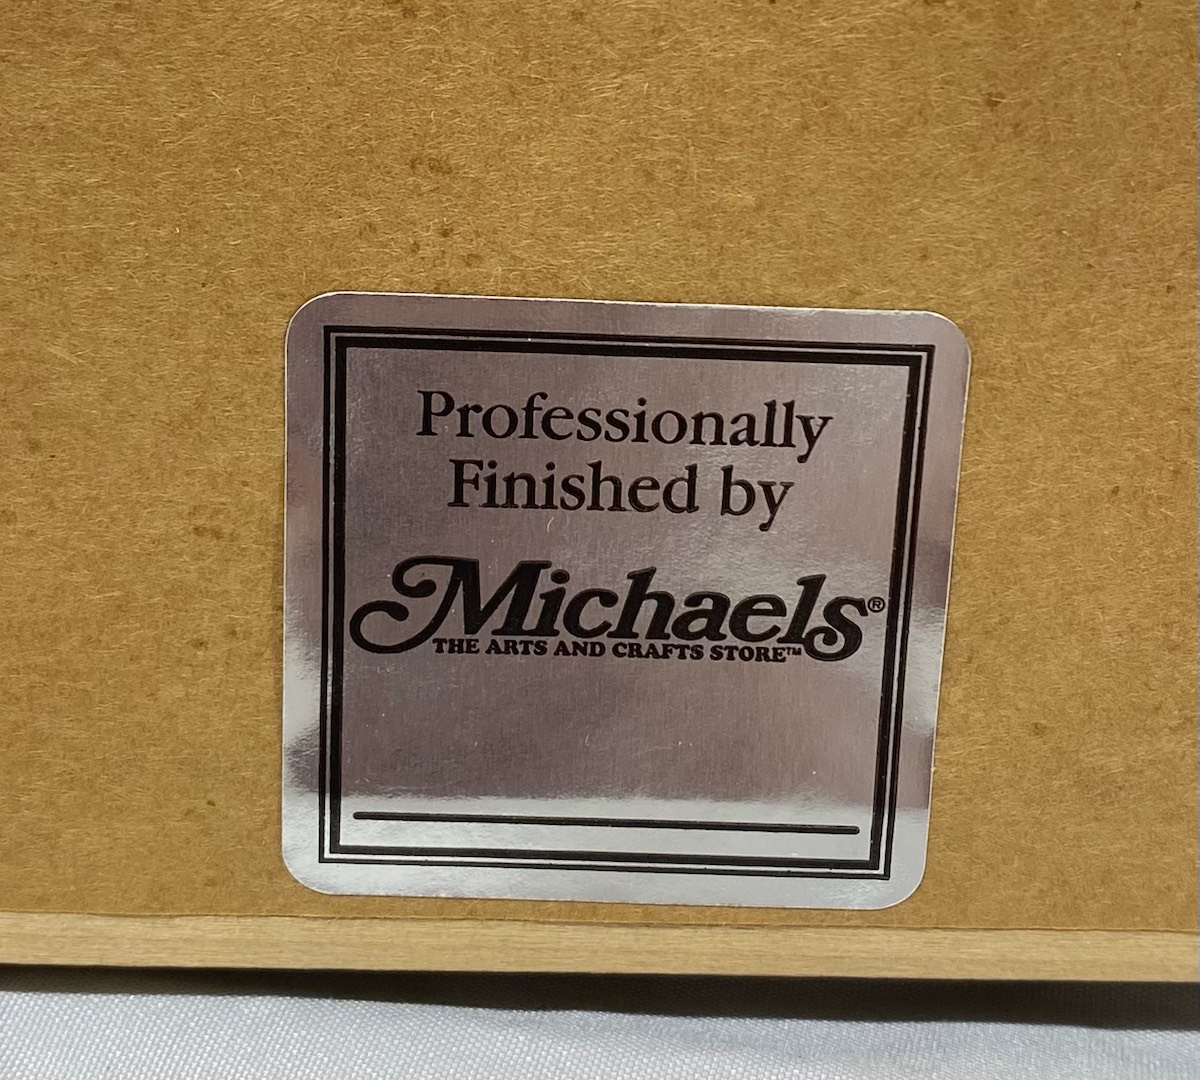 Professionally
Finished by
Michaels®
THE ARTS AND CRAFTS STORE™